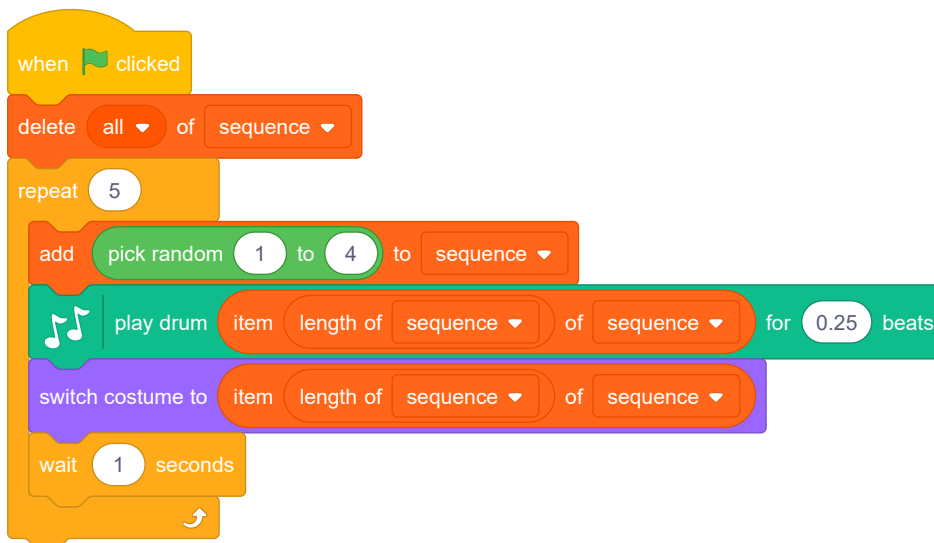 when clicked
delete all of sequence
repeat 5
add pick random 1 to 4 to sequence
play drum item length of sequence of sequence for 0.25 beats
switch costume to item length of sequence of sequence
wait 1 seconds